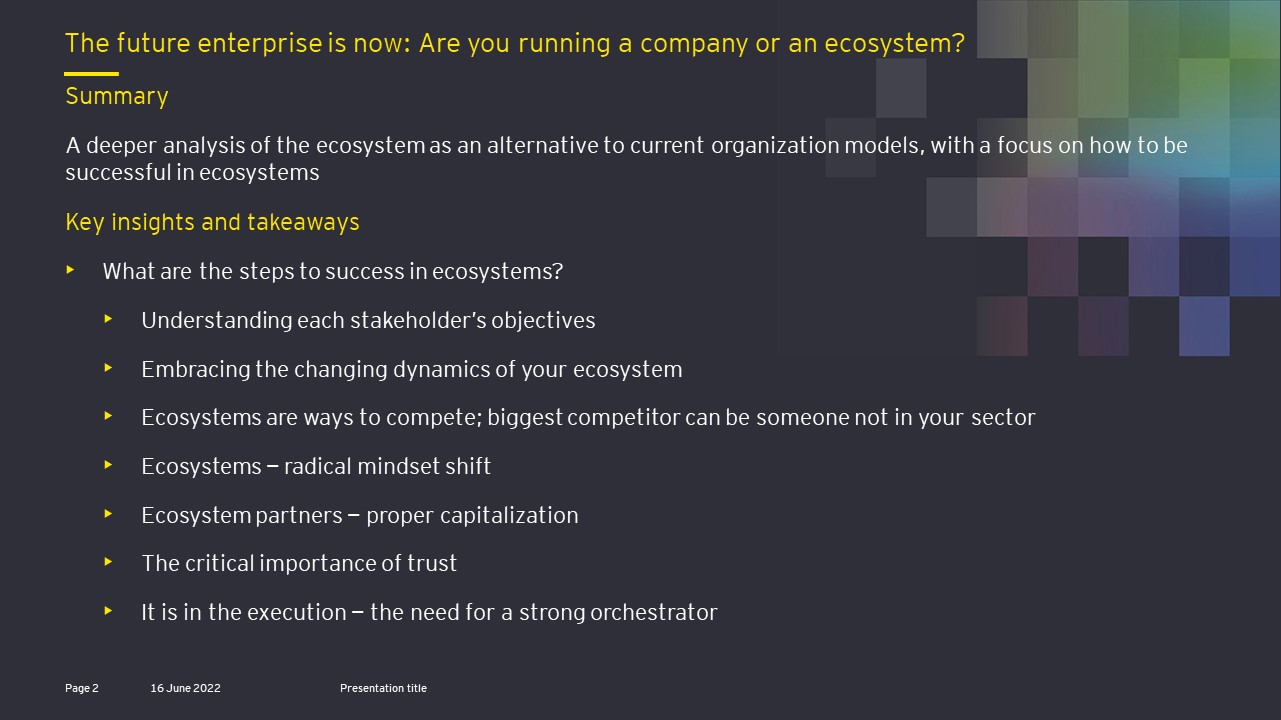 The future enterprise is now: Are you running a company or an ecosystem?
Summary
A deeper analysis of the ecosystem as an alternative to current organization models, with a focus on how to be
successful in ecosystems
Key insights and takeaways
What are the steps to success in ecosystems?
Understanding each stakeholder’s objectives
Embracing the changing dynamics of your ecosystem
Ecosystems are ways to compete; biggest competitor can be someone not in your sector
Ecosystems – radical mindset shift
Ecosystem partners – proper capitalization
The critical importance of trust
It is in the execution – the need for a strong orchestrator
Page 2 16 June 2022 Presentation title